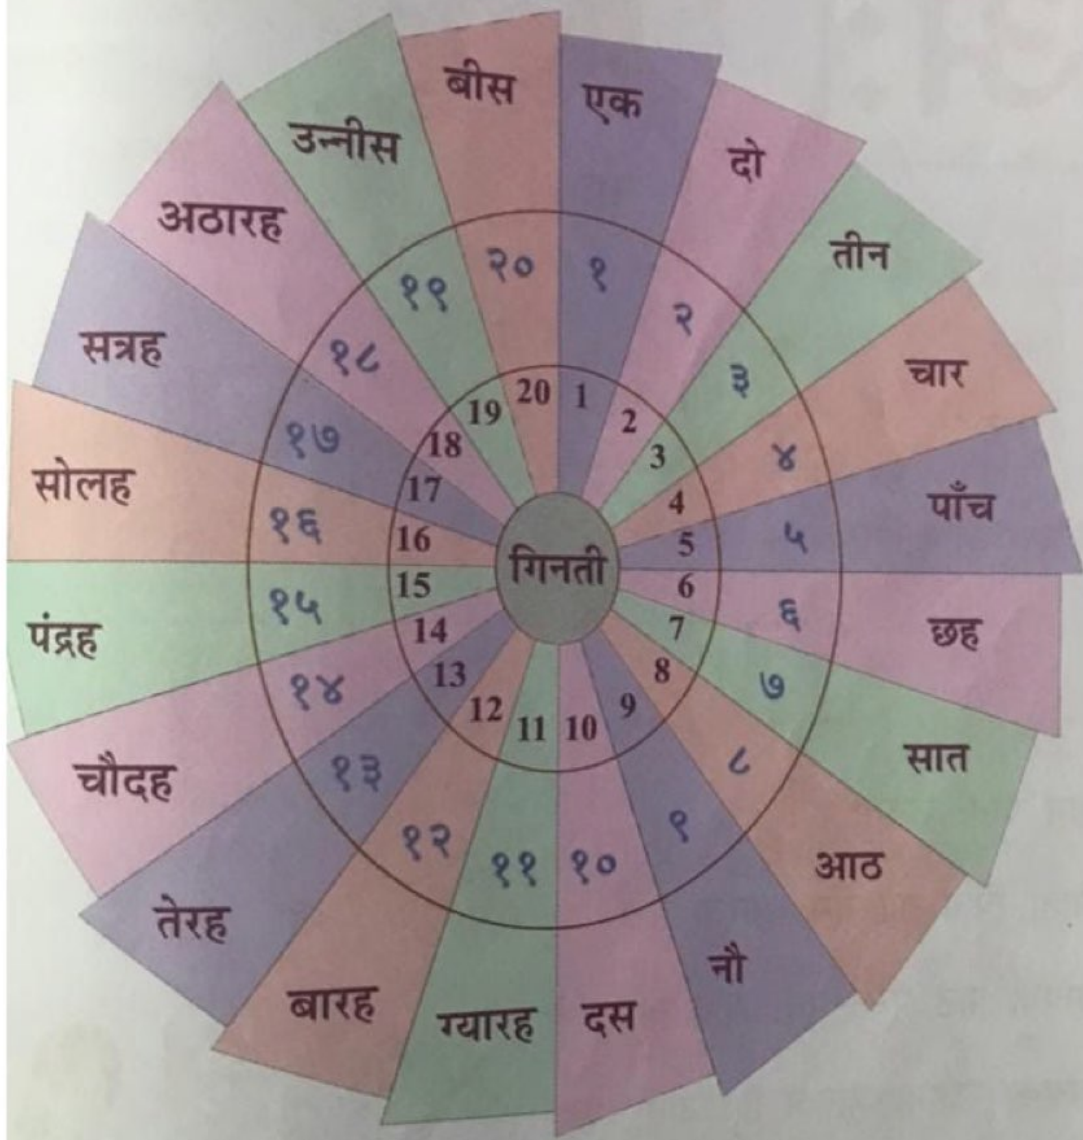 गिनती
एक
१
1
दो
२
2
तीन
३
3
चार
४
4
पाँच
५
5
छह
६
6
सात
७
7
आठ
८
8
नौ
९
9
दस
१०
10
ग्यारह
११
11
बारह
१२
12
तेरह
१३
13
चौदह
१४
14
पंद्रह
१५
15
सोलह
१६
16
सत्रह
१७
17
अठारह
१८
18
उन्नीस
१९
19
बीस
२०
20